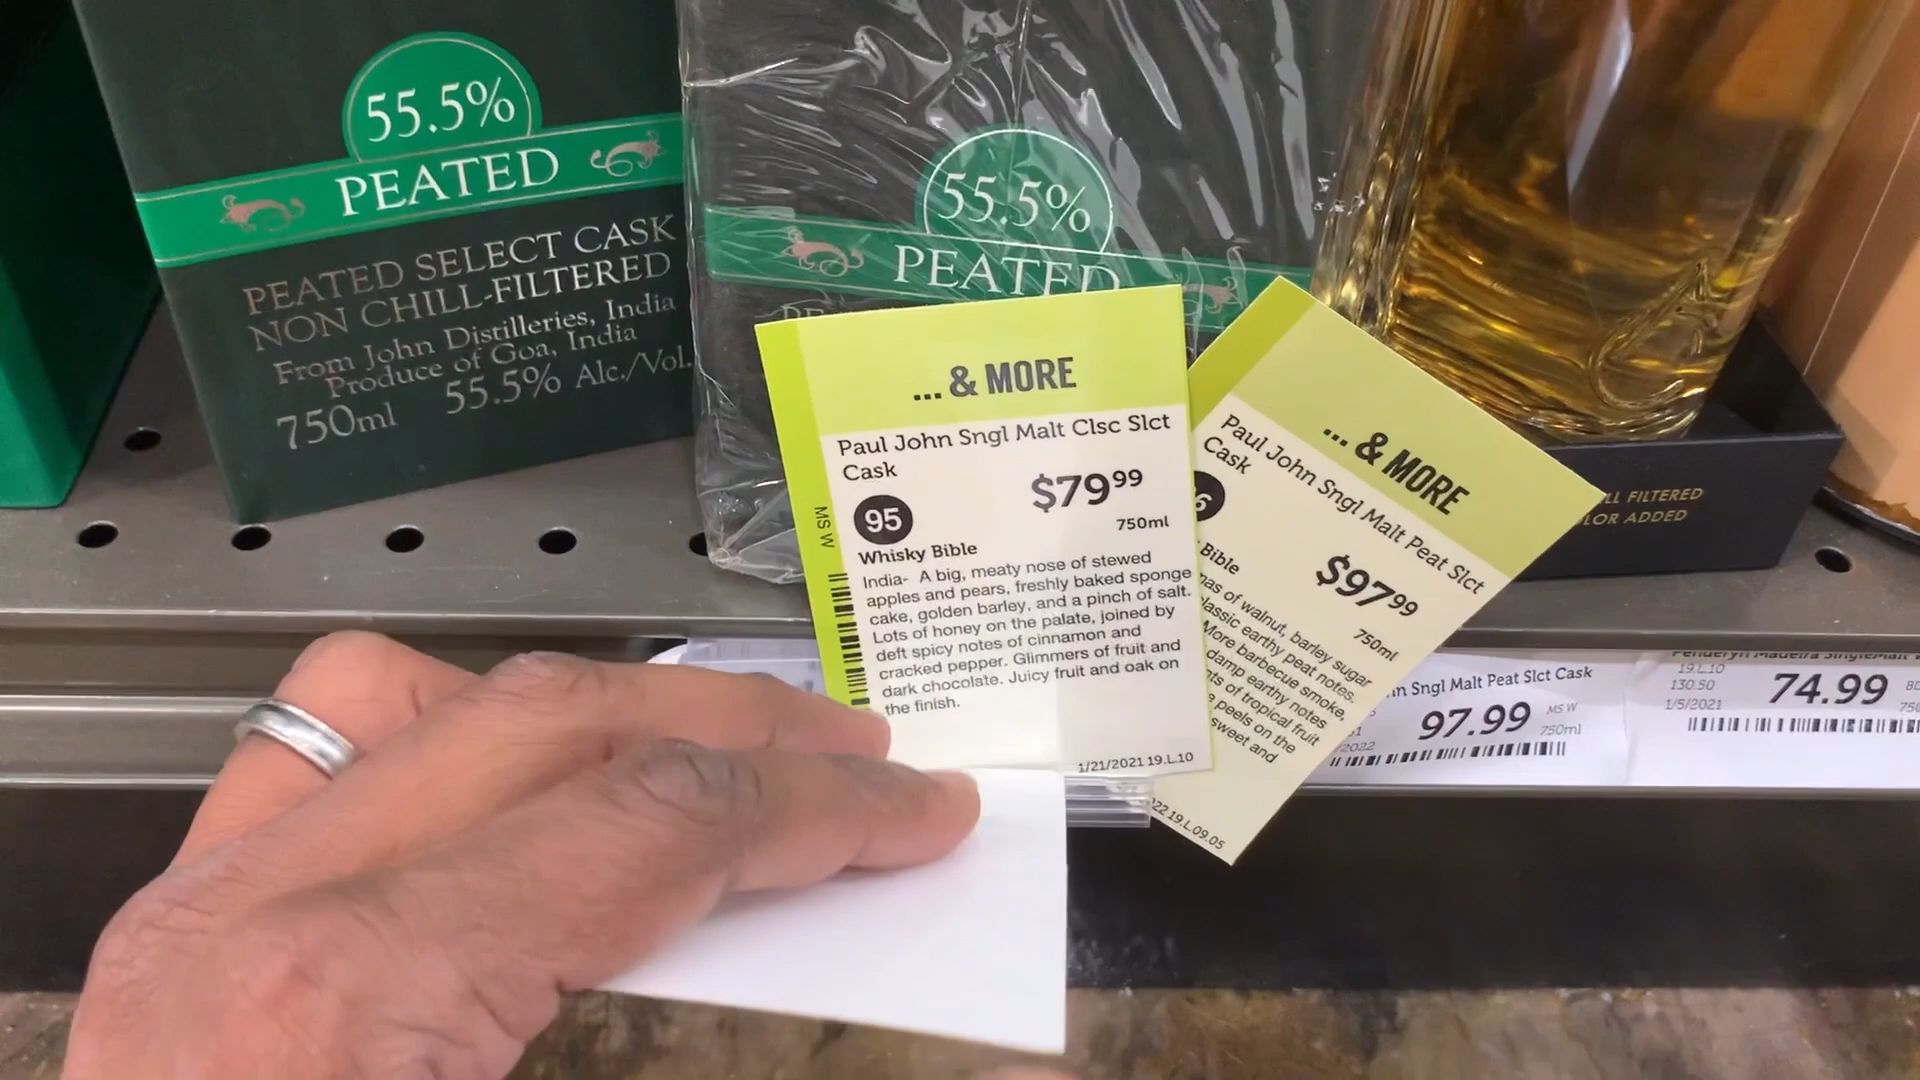 55.5%
PEATED
PEATED SELECT CASK
NON CHILL-FILTERED
From John Distilleries, India
Produce of Goa, India
750ml 55.5% Alc./Vol.
55.5%
PEATED
... & MORE
Paul John Sngl Malt Clsc Slct
Cask
95
$79.99
750ml
Whisky Bible
India- A big, meaty nose of stewed
apples and pears, freshly baked sponge
cake, golden barley, and a pinch of salt.
Lots of honey on the palate, joined by
deft spicy notes of cinnamon and
cracked pepper. Glimmers of fruit and
dark chocolate. Juicy fruit and oak on
the finish.
1/21/2021 19.L.10
MS W
... & MORE
Paul John Sngl Malt Peat Slct
Cask
6
$97.99
750ml
Bible
of walnut, barley sugar
earthy peat notes.
More barbecue smoke,
damp earthy notes
of tropical fruit
peels on the
sweet and
22 19.L.09.05
LL FILTERED
LOR ADDED
Sngl Malt Peat Slct Cask
97.99
MS W
750ml
2022
Penderyn Madeira SingleMalt
19.L.10
130.50
1/5/2021
74.99